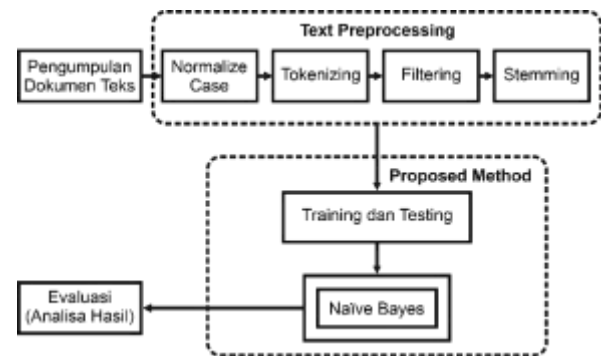 Text Preprocessing
Pengumpulan
Dokumen Teks
Normalize
Case
Tokenizing
Filtering
Stemming
Proposed Method
Training dan Testing
Naïve Bayes
Evaluasi
(Analisa Hasil)